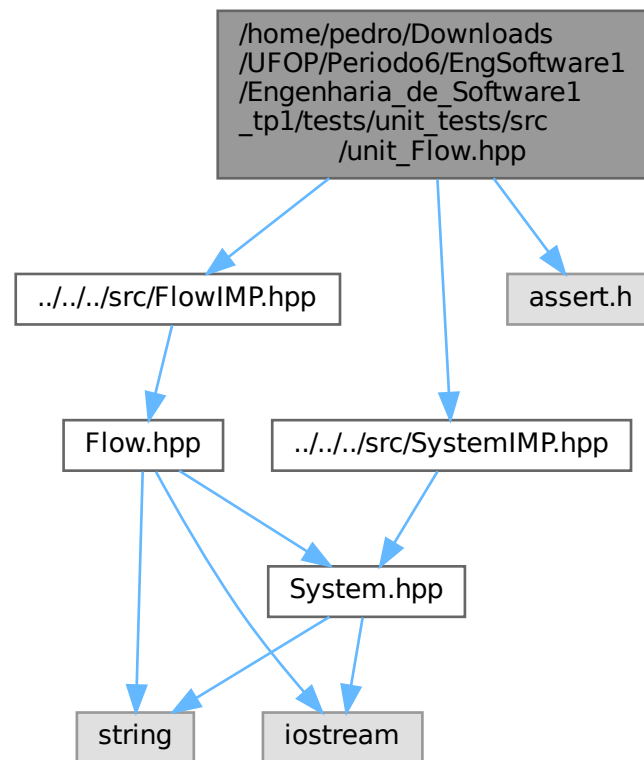 /home/pedro/Downloads
/UFOP/Periodo6/EngSoftware1
/Engenharia_de_Software1
_tp1/tests/unit_tests/src
/unit_Flow.hpp
../../../src/FlowIMP.hpp
assert.h
Flow.hpp
../../../src/SystemIMP.hpp
System.hpp
string
iostream